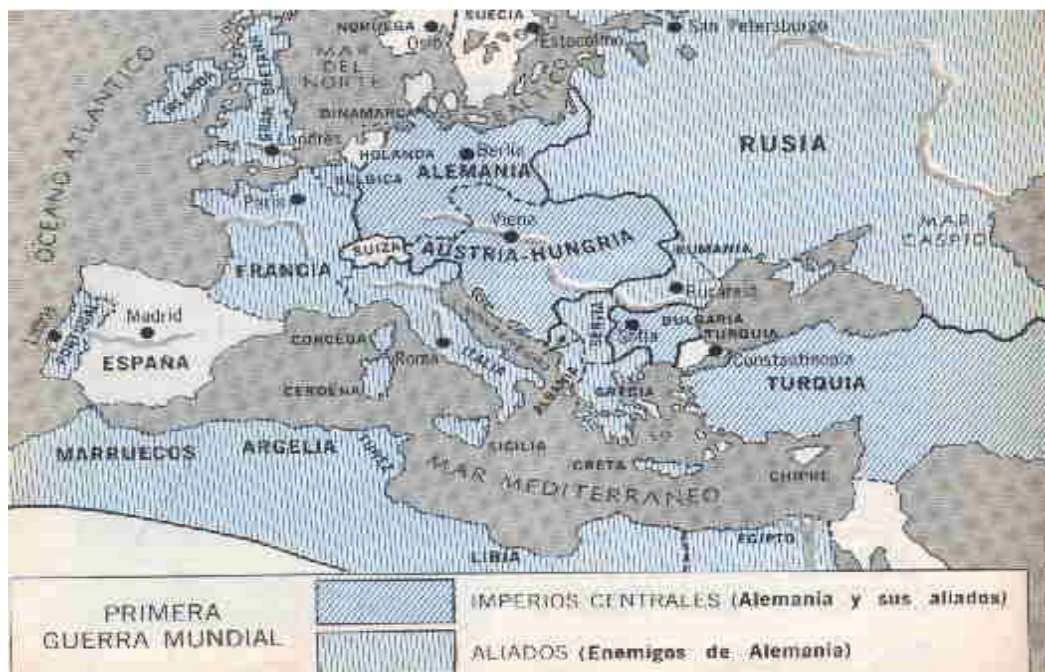 NORUEGA
SUECIA
San Petersburgo
Oslo
Estocolmo
MAR
DEL
NORTE
OCEANO ATLANTICO
IRLANDA
GRAN BRETAÑA
DINAMARCA
BALTICO
Londres
HOLANDA
Berlin
ALEMANIA
RUSIA
BELGICA
Paris
Viena
SUIZA
AUSTRIA-HUNGRIA
MAR
CASPIO
FRANCIA
RUMANIA
Bucarest
Lisboa
PORTUGAL
Madrid
ESPAÑA
CORCEGA
Roma
ITALIA
SERVIA
BULGARIA
Sofia
TURQUIA
Constantinopla
CERDEÑA
ALBANIA
GRECIA
TURQUIA
MARRUECOS
ARGELIA
TUNEZ
SICILIA
CRETA
CHIPRE
MAR MEDITERRANEO
LIBIA
EGIPTO
PRIMERA
GUERRA MUNDIAL
IMPERIOS CENTRALES (Alemania y sus aliados)
ALIADOS (Enemigos de Alemania)